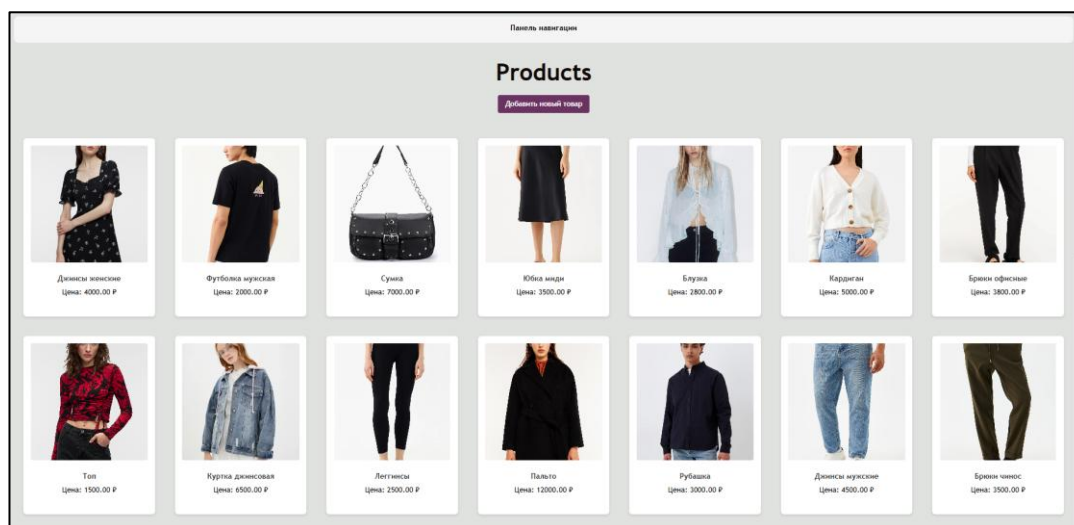 Панель навигации
Products
Добавить новый товар
Джинсы женские
Цена: 4000.00 ₽
Футболка мужская
Цена: 2000.00 ₽
Сумка
Цена: 7000.00 ₽
Юбка миди
Цена: 3500.00 ₽
Блузка
Цена: 2800.00 ₽
Кардиган
Цена: 5000.00 ₽
Брюки офисные
Цена: 3800.00 ₽
Топ
Цена: 1500.00 ₽
Куртка джинсовая
Цена: 6500.00 ₽
Леггинсы
Цена: 2500.00 ₽
Пальто
Цена: 12000.00 ₽
Рубашка
Цена: 3000.00 ₽
Джинсы мужские
Цена: 4500.00 ₽
Брюки чинос
Цена: 3500.00 ₽